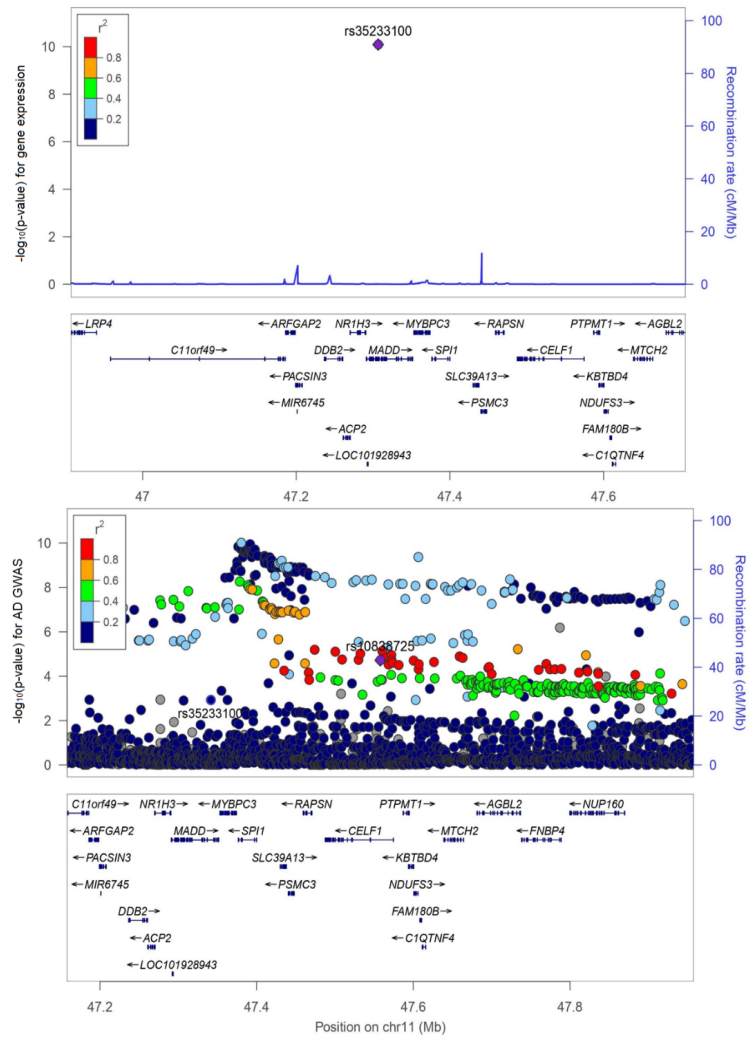 r²
0.8
0.6
0.4
0.2
rs35233100
10
8
6
4
2
0
-log₁₀(p-value) for gene expression
100
80
60
40
20
0
Recombination rate (cM/Mb)
←LRP4 ←ARFGAP2 NR1H3→ ←MYBPC3 ←RAPSN PTPMT1→ ←AGBL2
C11orf49→ DDB2→ MADD→ ←SPI1 ←CELF1 ←MTCH2
←PACSIN3 SLC39A13→ ←KBTBD4
←MIR6745 ←PSMC3 NDUFS3→
←ACP2 FAM180B→
←LOC101928943 ←C1QTNF4
47 47.2 47.4 47.6
r²
0.8
0.6
0.4
0.2
10
8
6
4
2
0
-log₁₀(p-value) for AD GWAS
rs10838725
rs35233100
100
80
60
40
20
0
Recombination rate (cM/Mb)
C11orf49→ NR1H3→ ←MYBPC3 ←RAPSN PTPMT1→ ←AGBL2 ←NUP160
←ARFGAP2 MADD→ ←SPI1 ←CELF1 ←MTCH2 ←FNBP4
←PACSIN3 SLC39A13→ ←KBTBD4
←MIR6745 ←PSMC3 NDUFS3→
DDB2→ FAM180B→
←ACP2 ←C1QTNF4
←LOC101928943
47.2 47.4 47.6 47.8
Position on chr11 (Mb)